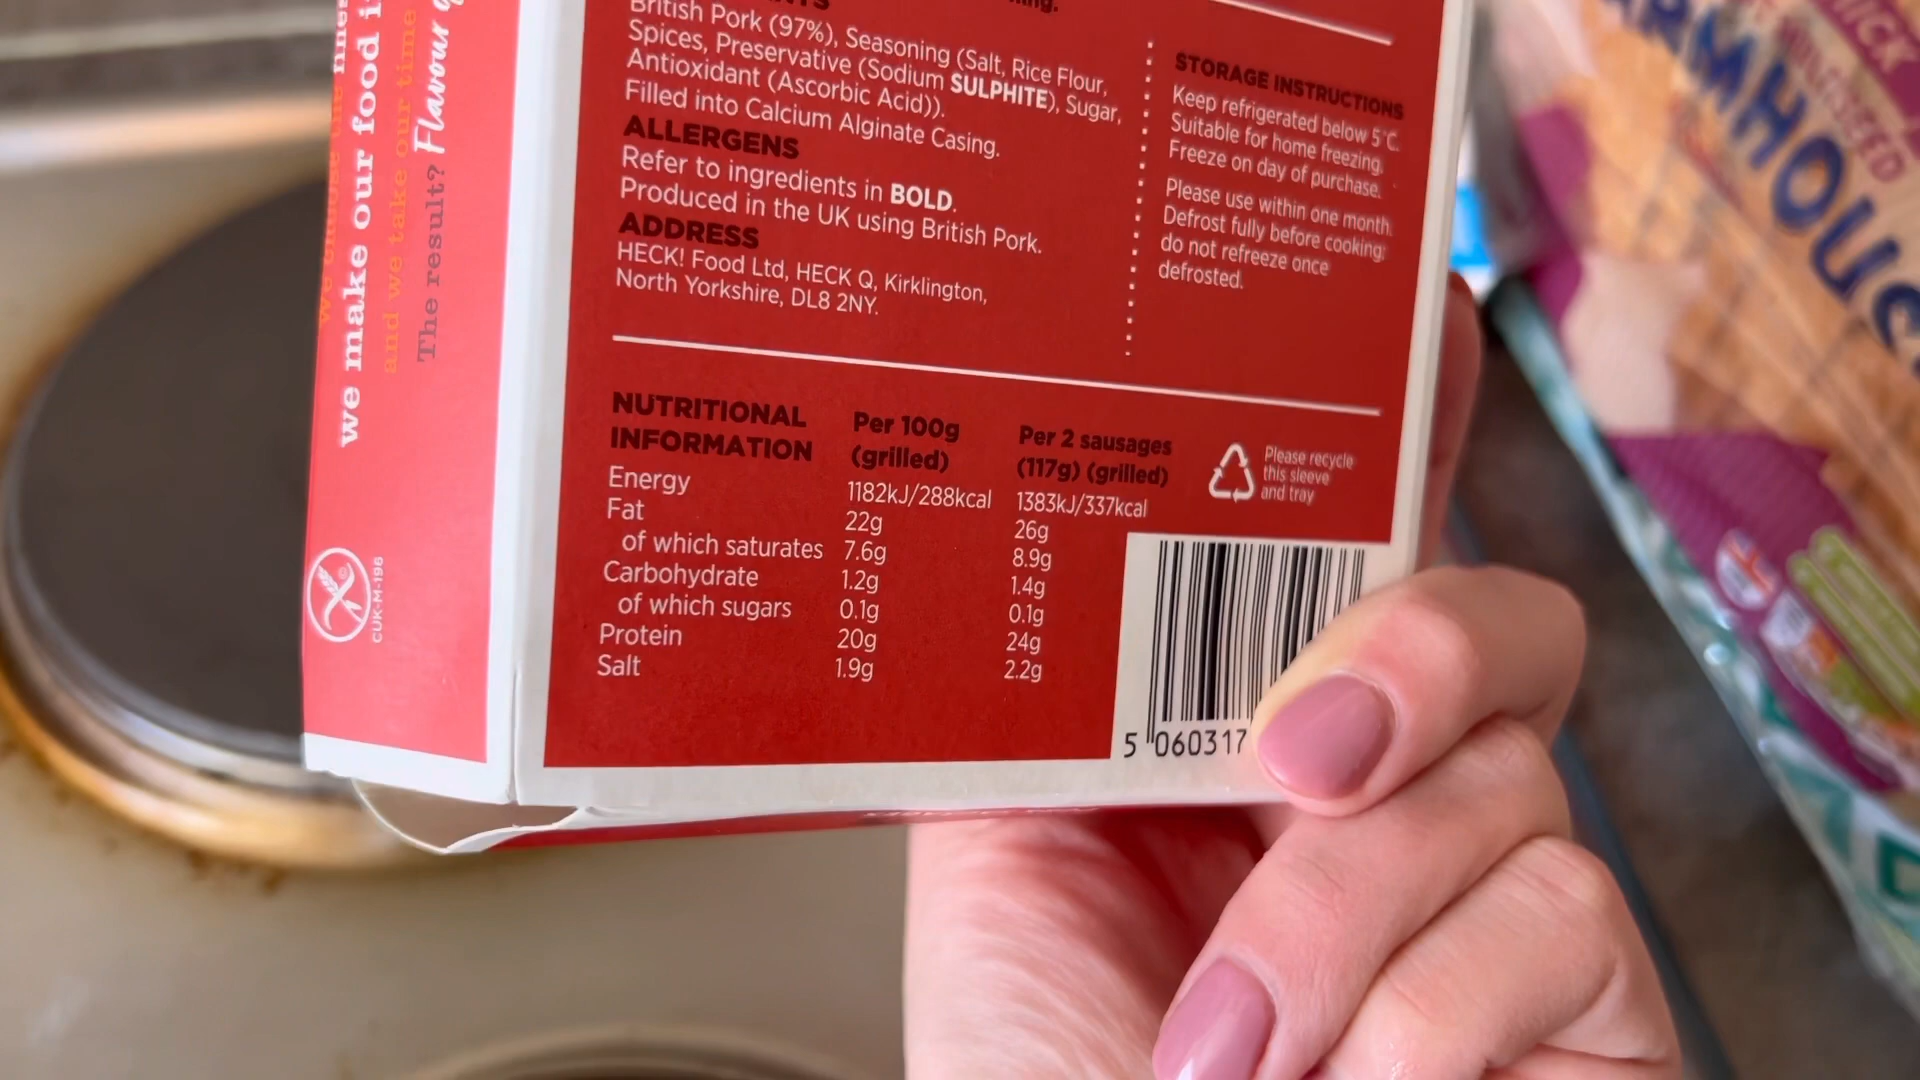 we make our food i
and we take our time
The result? Flavour
CUK-M-196
British Pork (97%), Seasoning (Salt, Rice Flour,
Spices, Preservative (Sodium SULPHITE), Sugar,
Antioxidant (Ascorbic Acid)).
Filled into Calcium Alginate Casing.
ALLERGENS
Refer to ingredients in BOLD.
Produced in the UK using British Pork.
ADDRESS
HECK! Food Ltd, HECK Q, Kirklington,
North Yorkshire, DL8 2NY.
STORAGE INSTRUCTIONS
Keep refrigerated below 5°C.
Suitable for home freezing.
Freeze on day of purchase.
Please use within one month.
Defrost fully before cooking;
do not refreeze once
defrosted.
NUTRITIONAL INFORMATION Per 100g (grilled) Per 2 sausages (117g) (grilled)
Energy 1182kJ/288kcal 1383kJ/337kcal
Fat 22g 26g
of which saturates 7.6g 8.9g
Carbohydrate 1.2g 1.4g
of which sugars 0.1g 0.1g
Protein 20g 24g
Salt 1.9g 2.2g
Please recycle
this sleeve
and tray
5 060317